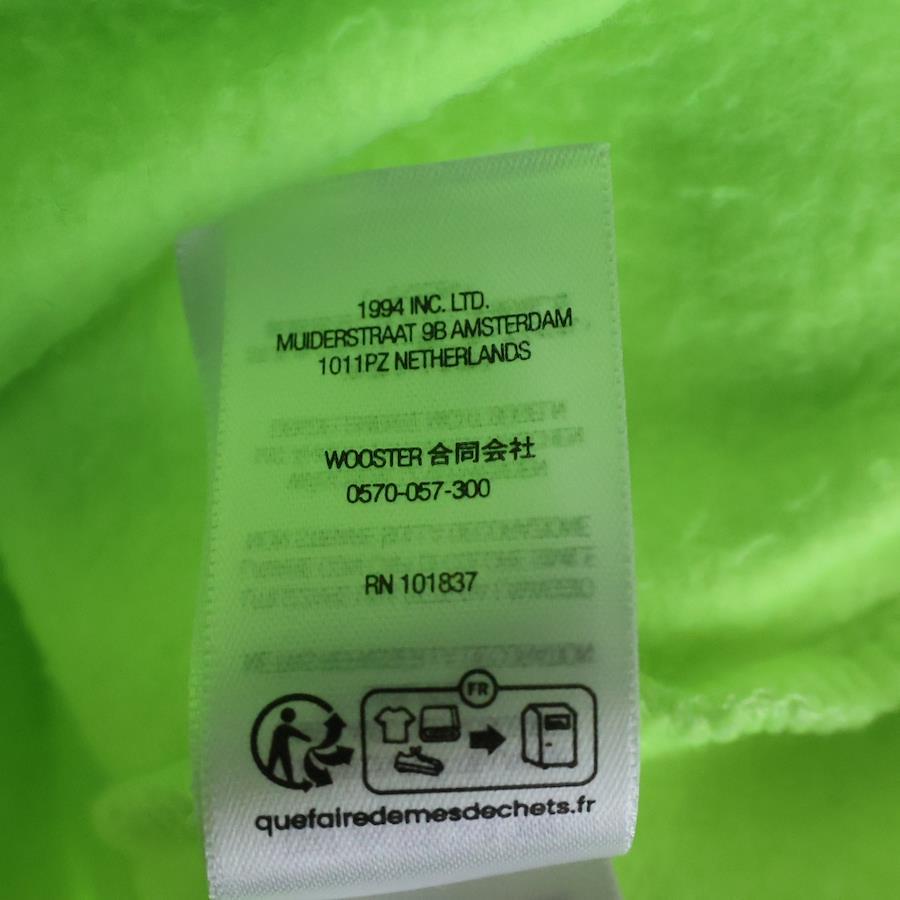 1994 INC. LTD.
MUIDERSTRAAT 9B AMSTERDAM
1011PZ NETHERLANDS
WOOSTER 合同会社
0570-057-300
RN 101837
FR
quefairedemesdechets.fr